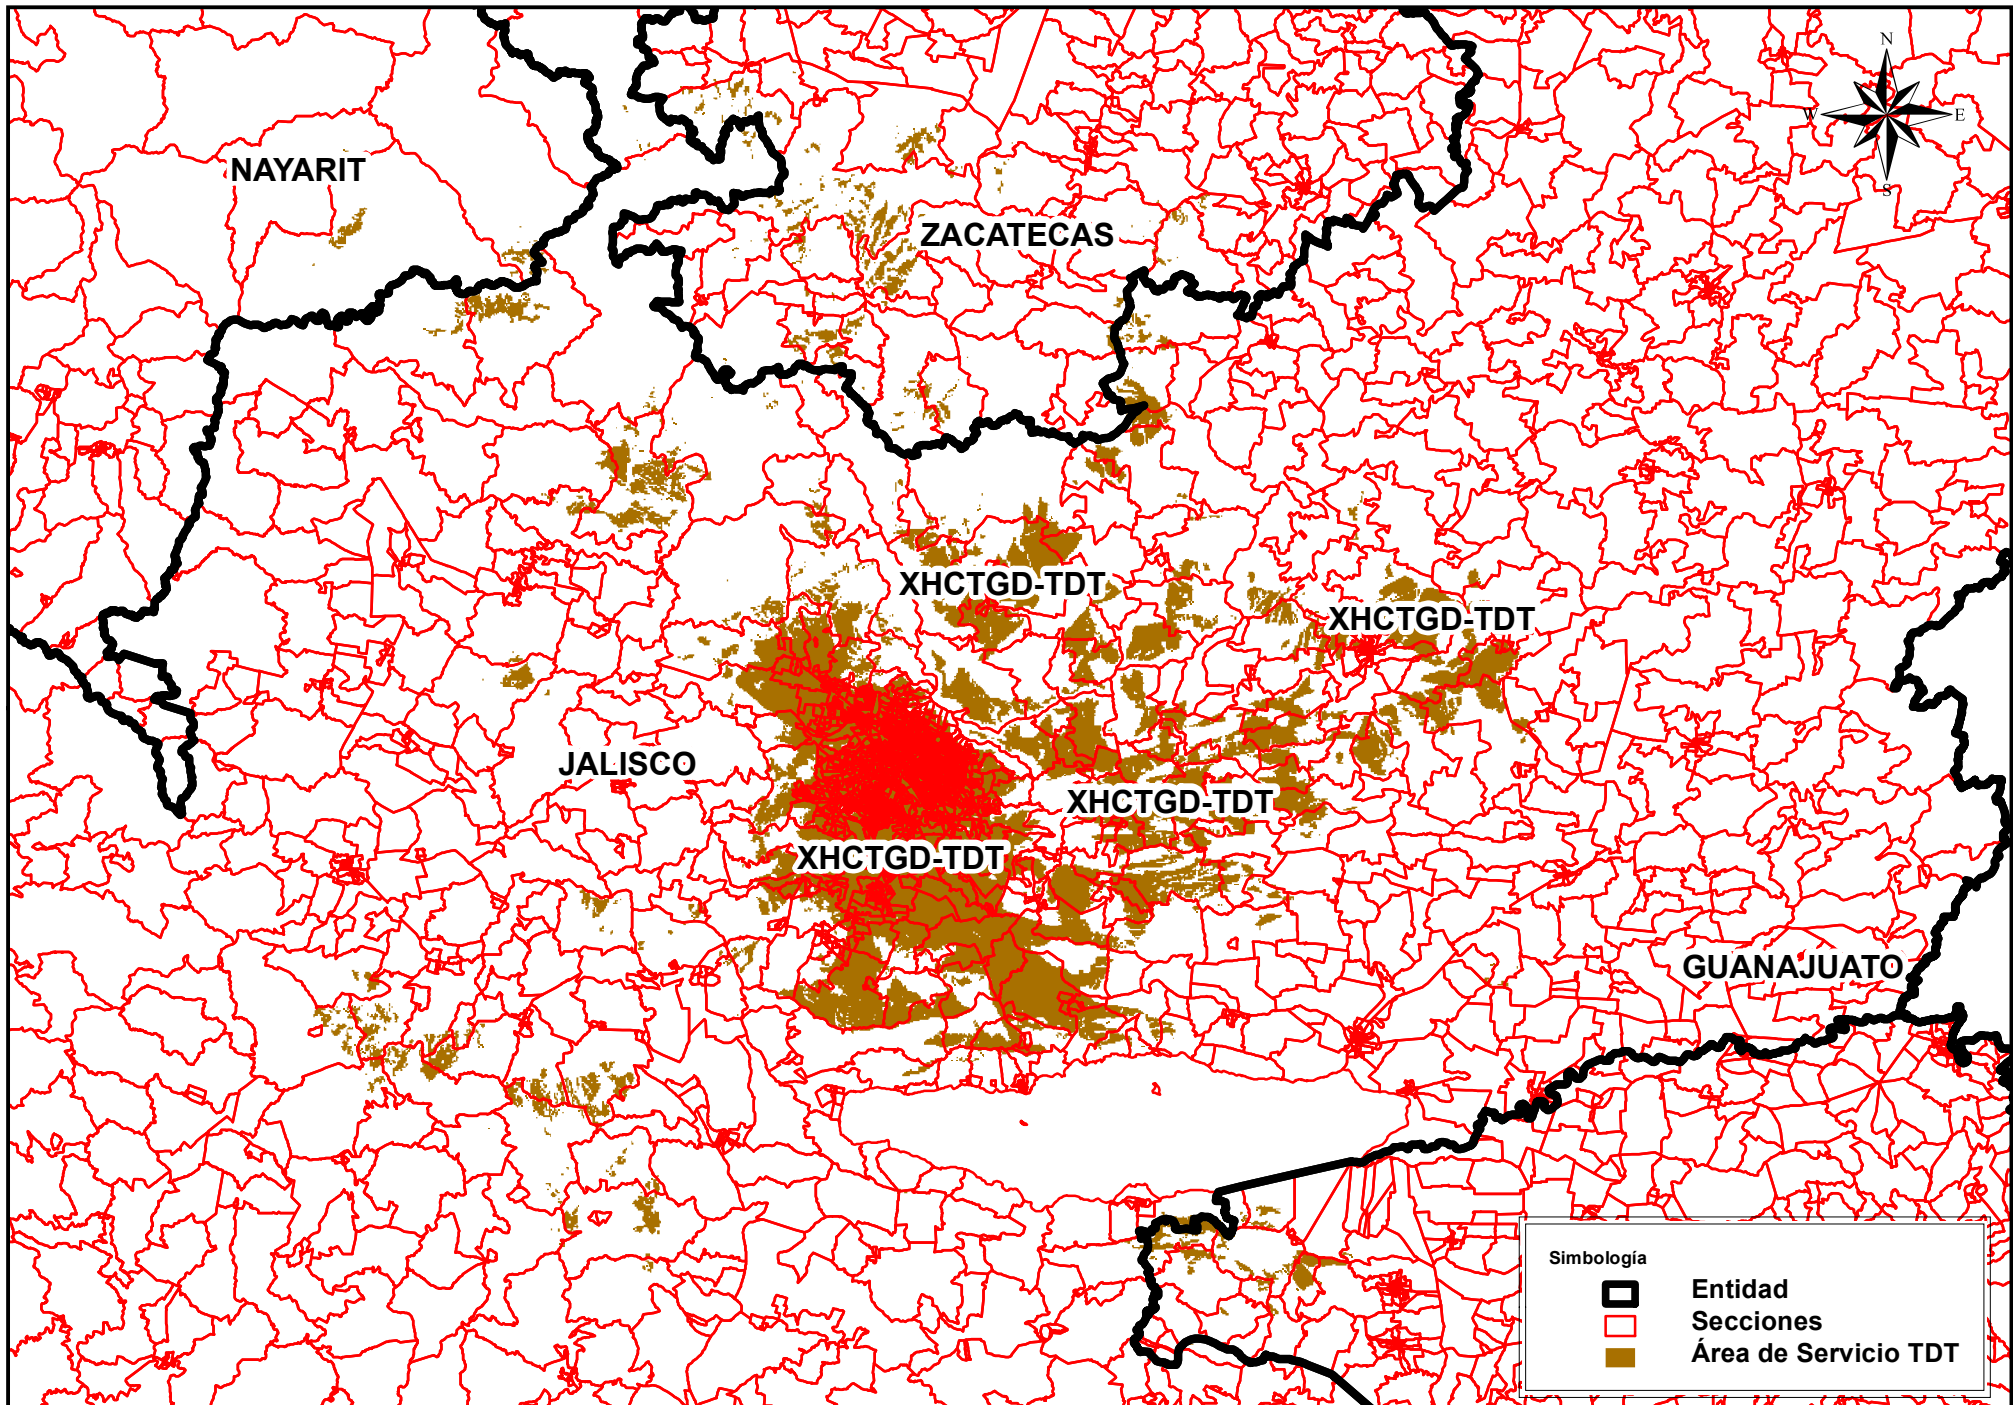 N
W E
S
NAYARIT
ZACATECAS
XHCTGD-TDT
XHCTGD-TDT
JALISCO
XHCTGD-TDT
XHCTGD-TDT
GUANAJUATO
Simbología
Entidad
Secciones
Área de Servicio TDT